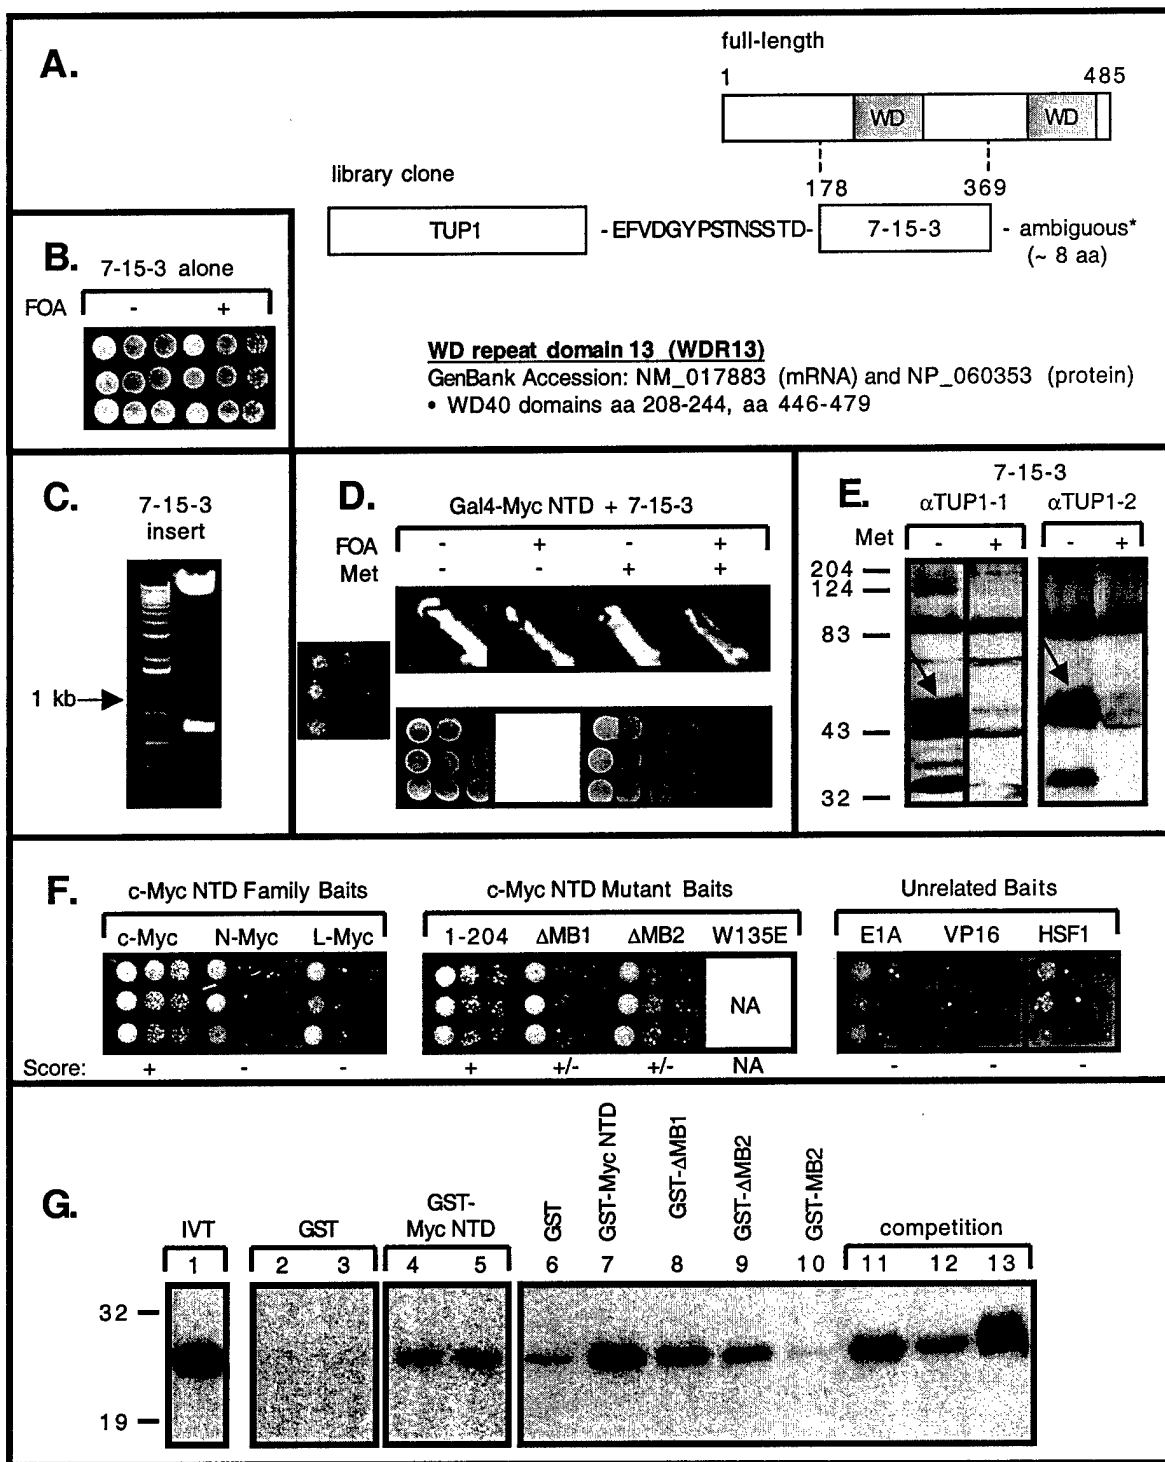 A.
full-length
1 485
WD WD
178 369
library clone
TUP1 -EFVDGYPSTNSSTD- 7-15-3 - ambiguous*
(~ 8 aa)
WD repeat domain 13 (WDR13)
GenBank Accession: NM_017883 (mRNA) and NP_060353 (protein)
• WD40 domains aa 208-244, aa 446-479
B.
7-15-3 alone
FOA - +
C.
7-15-3
insert
1 kb
D.
Gal4-Myc NTD + 7-15-3
FOA - + - +
Met - - + +
E.
7-15-3
αTUP1-1 αTUP1-2
Met - + - +
204
124
83
43
32
F.
c-Myc NTD Family Baits c-Myc NTD Mutant Baits Unrelated Baits
c-Myc N-Myc L-Myc 1-204 ΔMB1 ΔMB2 W135E E1A VP16 HSF1
NA
Score: + - - + +/- +/- NA - - -
G.
IVT GST GST-
Myc NTD GST GST-Myc NTD GST-ΔMB1 GST-ΔMB2 GST-MB2 competition
1 2 3 4 5 6 7 8 9 10 11 12 13
32
19